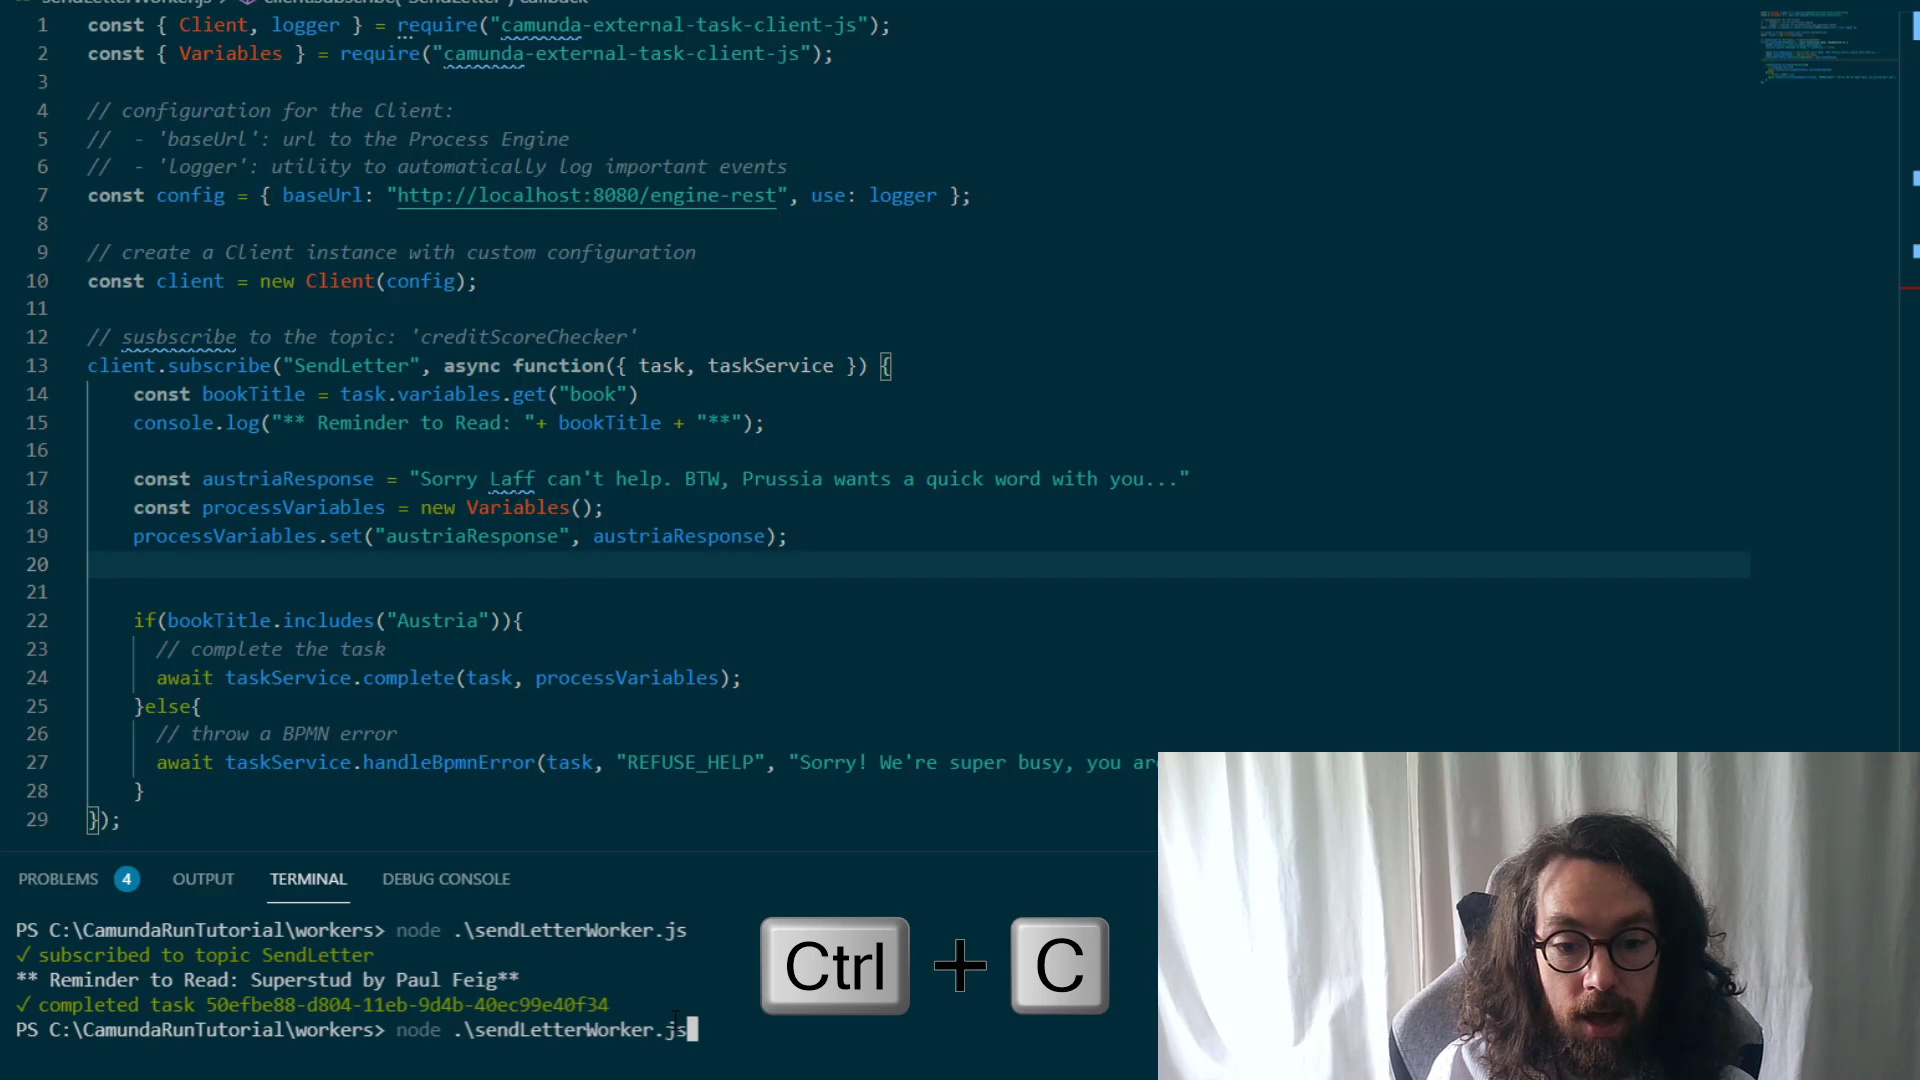 1 const { Client, logger } = require("camunda-external-task-client-js");
2 const { Variables } = require("camunda-external-task-client-js");
3
4 // configuration for the Client:
5 //  - 'baseUrl': url to the Process Engine
6 //  - 'logger': utility to automatically log important events
7 const config = { baseUrl: "http://localhost:8080/engine-rest", use: logger };
8
9 // create a Client instance with custom configuration
10 const client = new Client(config);
11
12 // susbscribe to the topic: 'creditScoreChecker'
13 client.subscribe("SendLetter", async function({ task, taskService }) {
14 const bookTitle = task.variables.get("book")
15 console.log("** Reminder to Read: "+ bookTitle + "**");
16
17 const austriaResponse = "Sorry Laff can't help. BTW, Prussia wants a quick word with you..."
18 const processVariables = new Variables();
19 processVariables.set("austriaResponse", austriaResponse);
20
21
22 if(bookTitle.includes("Austria")){
23 // complete the task
24 await taskService.complete(task, processVariables);
25 }else{
26 // throw a BPMN error
27 await taskService.handleBpmnError(task, "REFUSE_HELP", "Sorry! We're super busy, you are
28 }
29 });
PROBLEMS 4 OUTPUT TERMINAL DEBUG CONSOLE
PS C:\CamundaRunTutorial\workers> node .\sendLetterWorker.js
✓ subscribed to topic SendLetter
** Reminder to Read: Superstud by Paul Feig**
✓ completed task 50efbe88-d804-11eb-9d4b-40ec99e40f34
PS C:\CamundaRunTutorial\workers> node .\sendLetterWorker.js
Ctrl + C